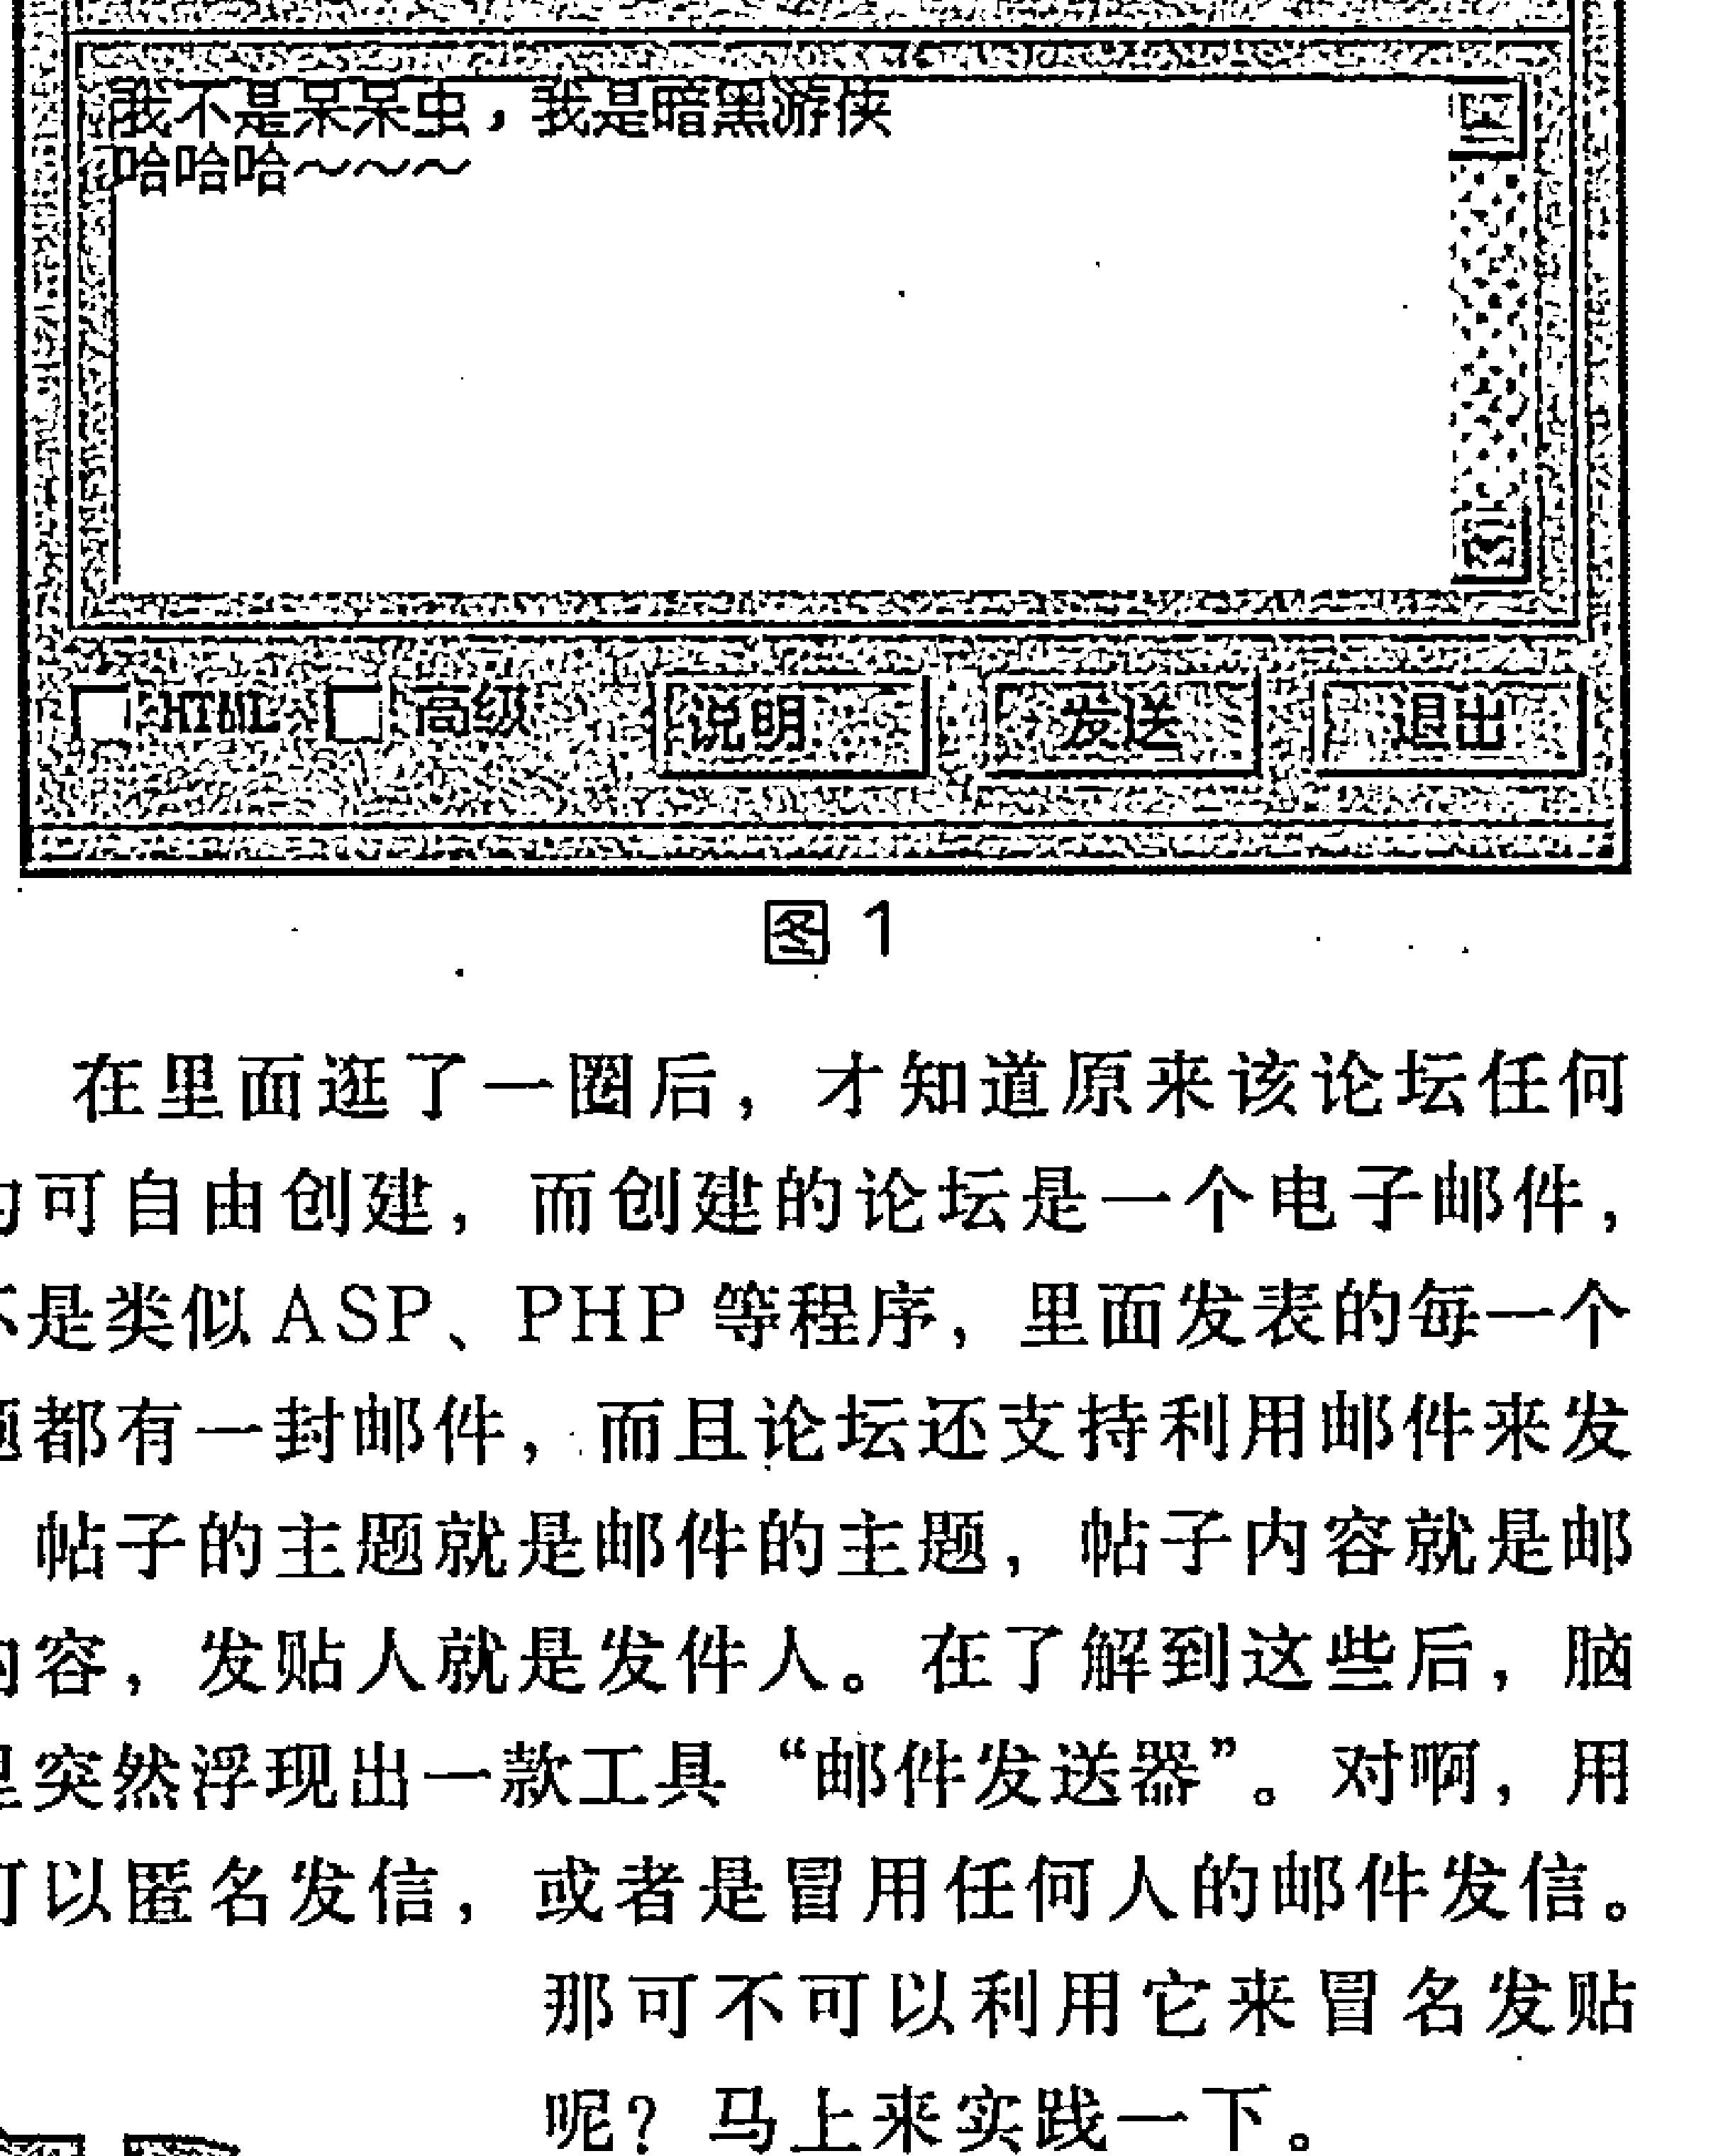 我不是呆呆虫，我是暗黑游侠
哈哈哈～～～
HTML 高级 说明 发送 退出
图 1
在里面逛了一圈后，才知道原来该论坛任何
可自由创建，而创建的论坛是一个电子邮件，
不是类似 ASP、PHP 等程序，里面发表的每一个
题都有一封邮件，而且论坛还支持利用邮件来发
帖子的主题就是邮件的主题，帖子内容就是邮
内容，发贴人就是发件人。在了解到这些后，脑
里突然浮现出一款工具“邮件发送器”。对啊，用
可以匿名发信，或者是冒用任何人的邮件发信。
那可不可以利用它来冒名发贴
呢？马上来实践一下。